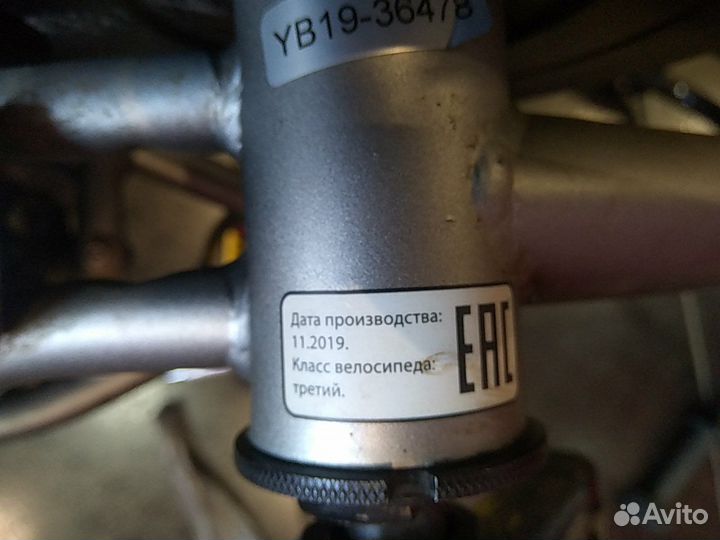 YB19-36478
Дата производства:
11.2019.
Класс велосипеда:
третий.
EAC
Avito